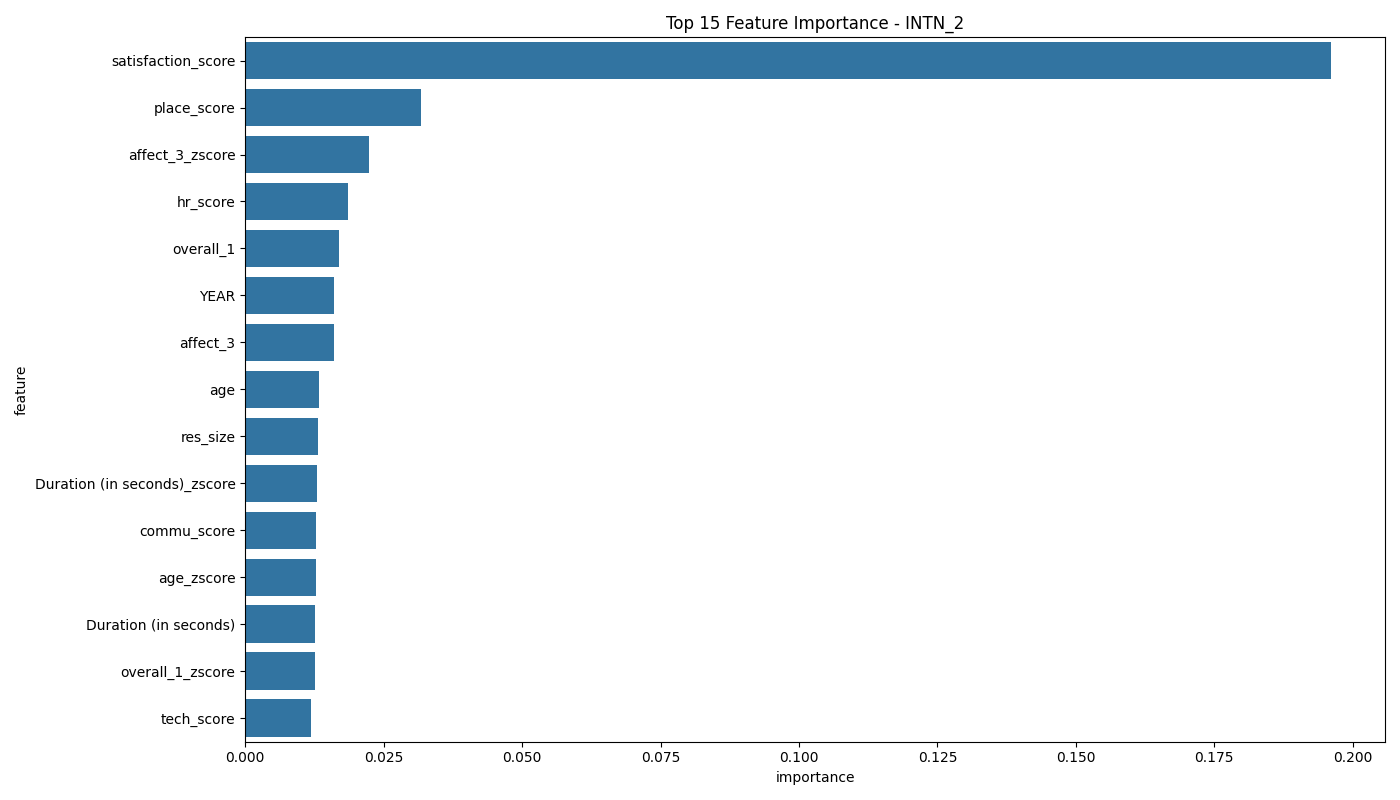 Top 15 Feature Importance - INTN_2
satisfaction_score
place_score
affect_3_zscore
hr_score
overall_1
YEAR
affect_3
age
res_size
Duration (in seconds)_zscore
commu_score
age_zscore
Duration (in seconds)
overall_1_zscore
tech_score
feature
0.000 0.025 0.050 0.075 0.100 0.125 0.150 0.175 0.200
importance